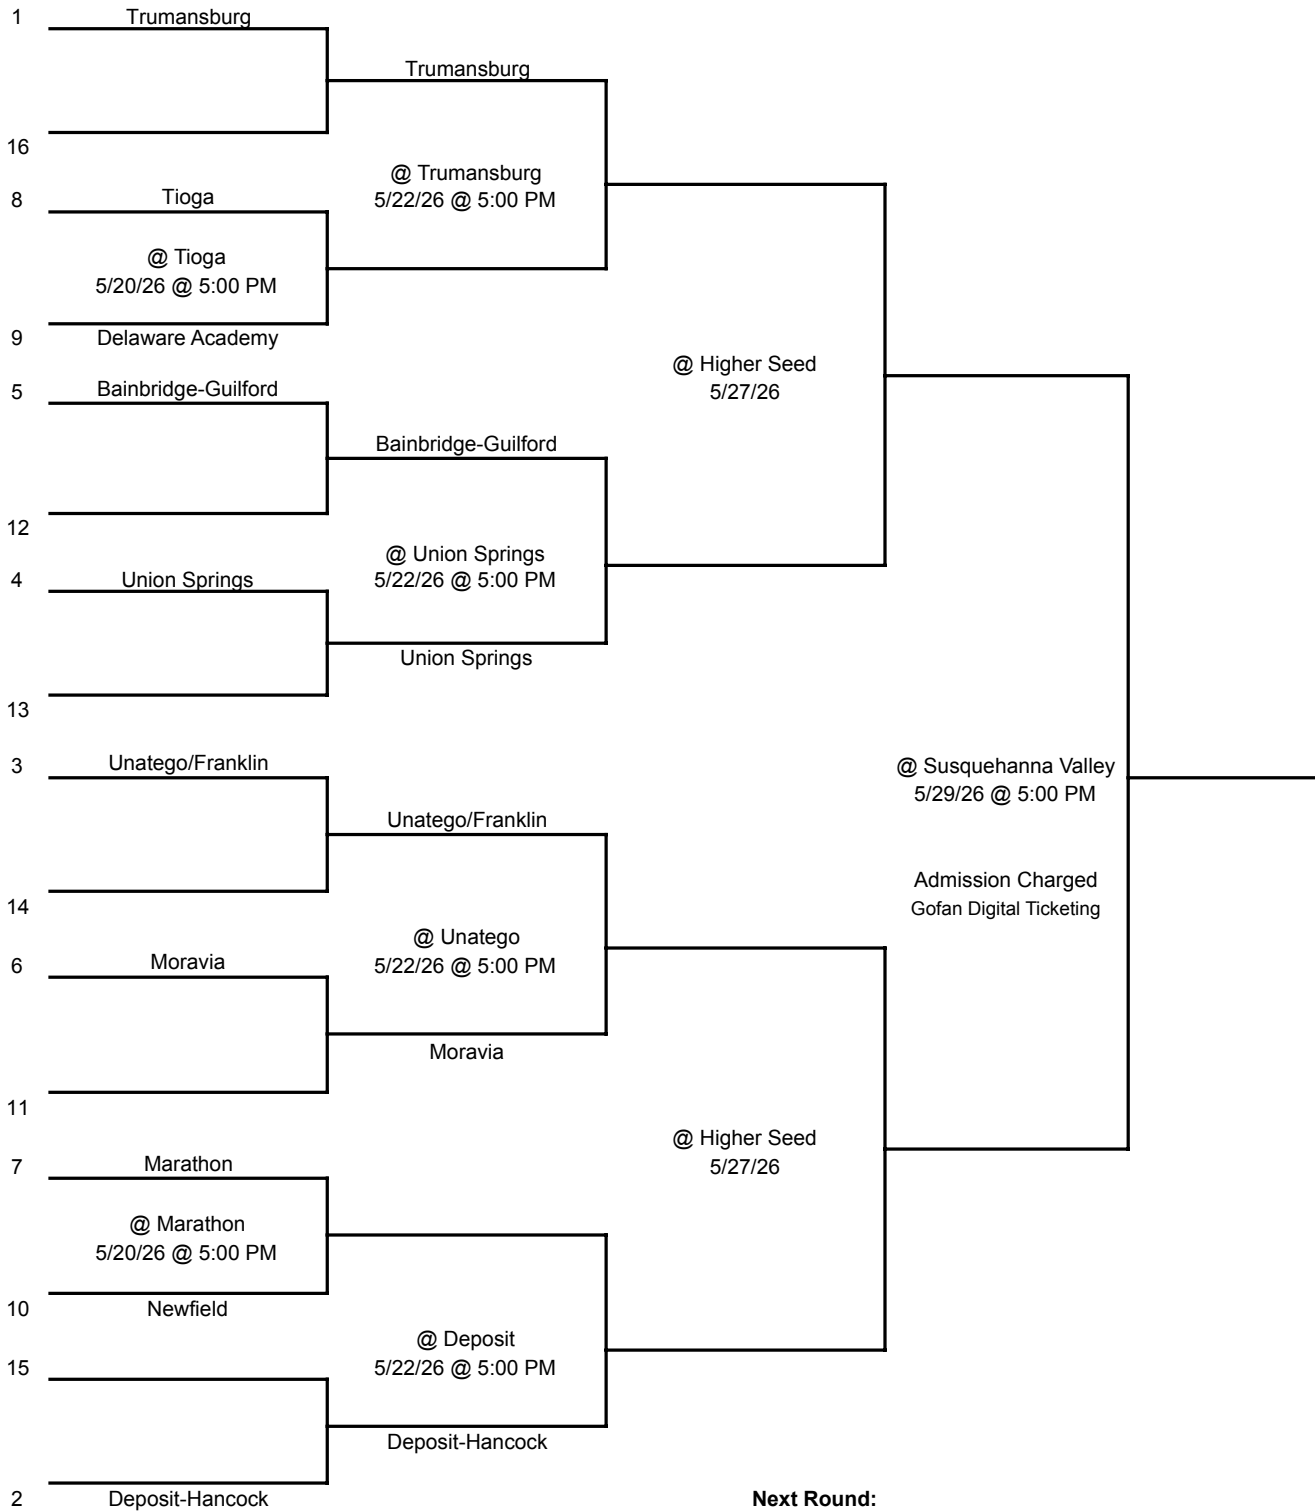 1 Trumansburg
Trumansburg
16
@ Trumansburg
5/22/26 @ 5:00 PM
8 Tioga
@ Tioga
5/20/26 @ 5:00 PM
9 Delaware Academy
@ Higher Seed
5/27/26
5 Bainbridge-Guilford
Bainbridge-Guilford
12
@ Union Springs
5/22/26 @ 5:00 PM
4 Union Springs
Union Springs
13
3 Unatego/Franklin
@ Susquehanna Valley
5/29/26 @ 5:00 PM
Unatego/Franklin
Admission Charged
Gofan Digital Ticketing
14
@ Unatego
5/22/26 @ 5:00 PM
6 Moravia
Moravia
11
@ Higher Seed
5/27/26
7 Marathon
@ Marathon
5/20/26 @ 5:00 PM
10 Newfield
@ Deposit
5/22/26 @ 5:00 PM
15
Deposit-Hancock
2 Deposit-Hancock
Next Round: